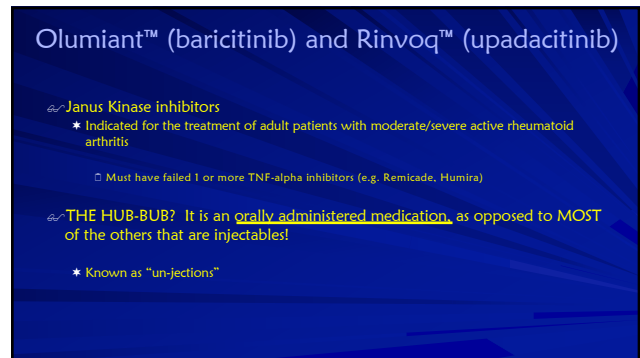 Olumiant™ (baricitinib) and Rinvoq™ (upadacitinib)
Janus Kinase inhibitors
Indicated for the treatment of adult patients with moderate/severe active rheumatoid
arthritis
Must have failed 1 or more TNF-alpha inhibitors (e.g. Remicade, Humira)
THE HUB-BUB? It is an orally administered medication, as opposed to MOST
of the others that are injectables!
Known as “un-jections”